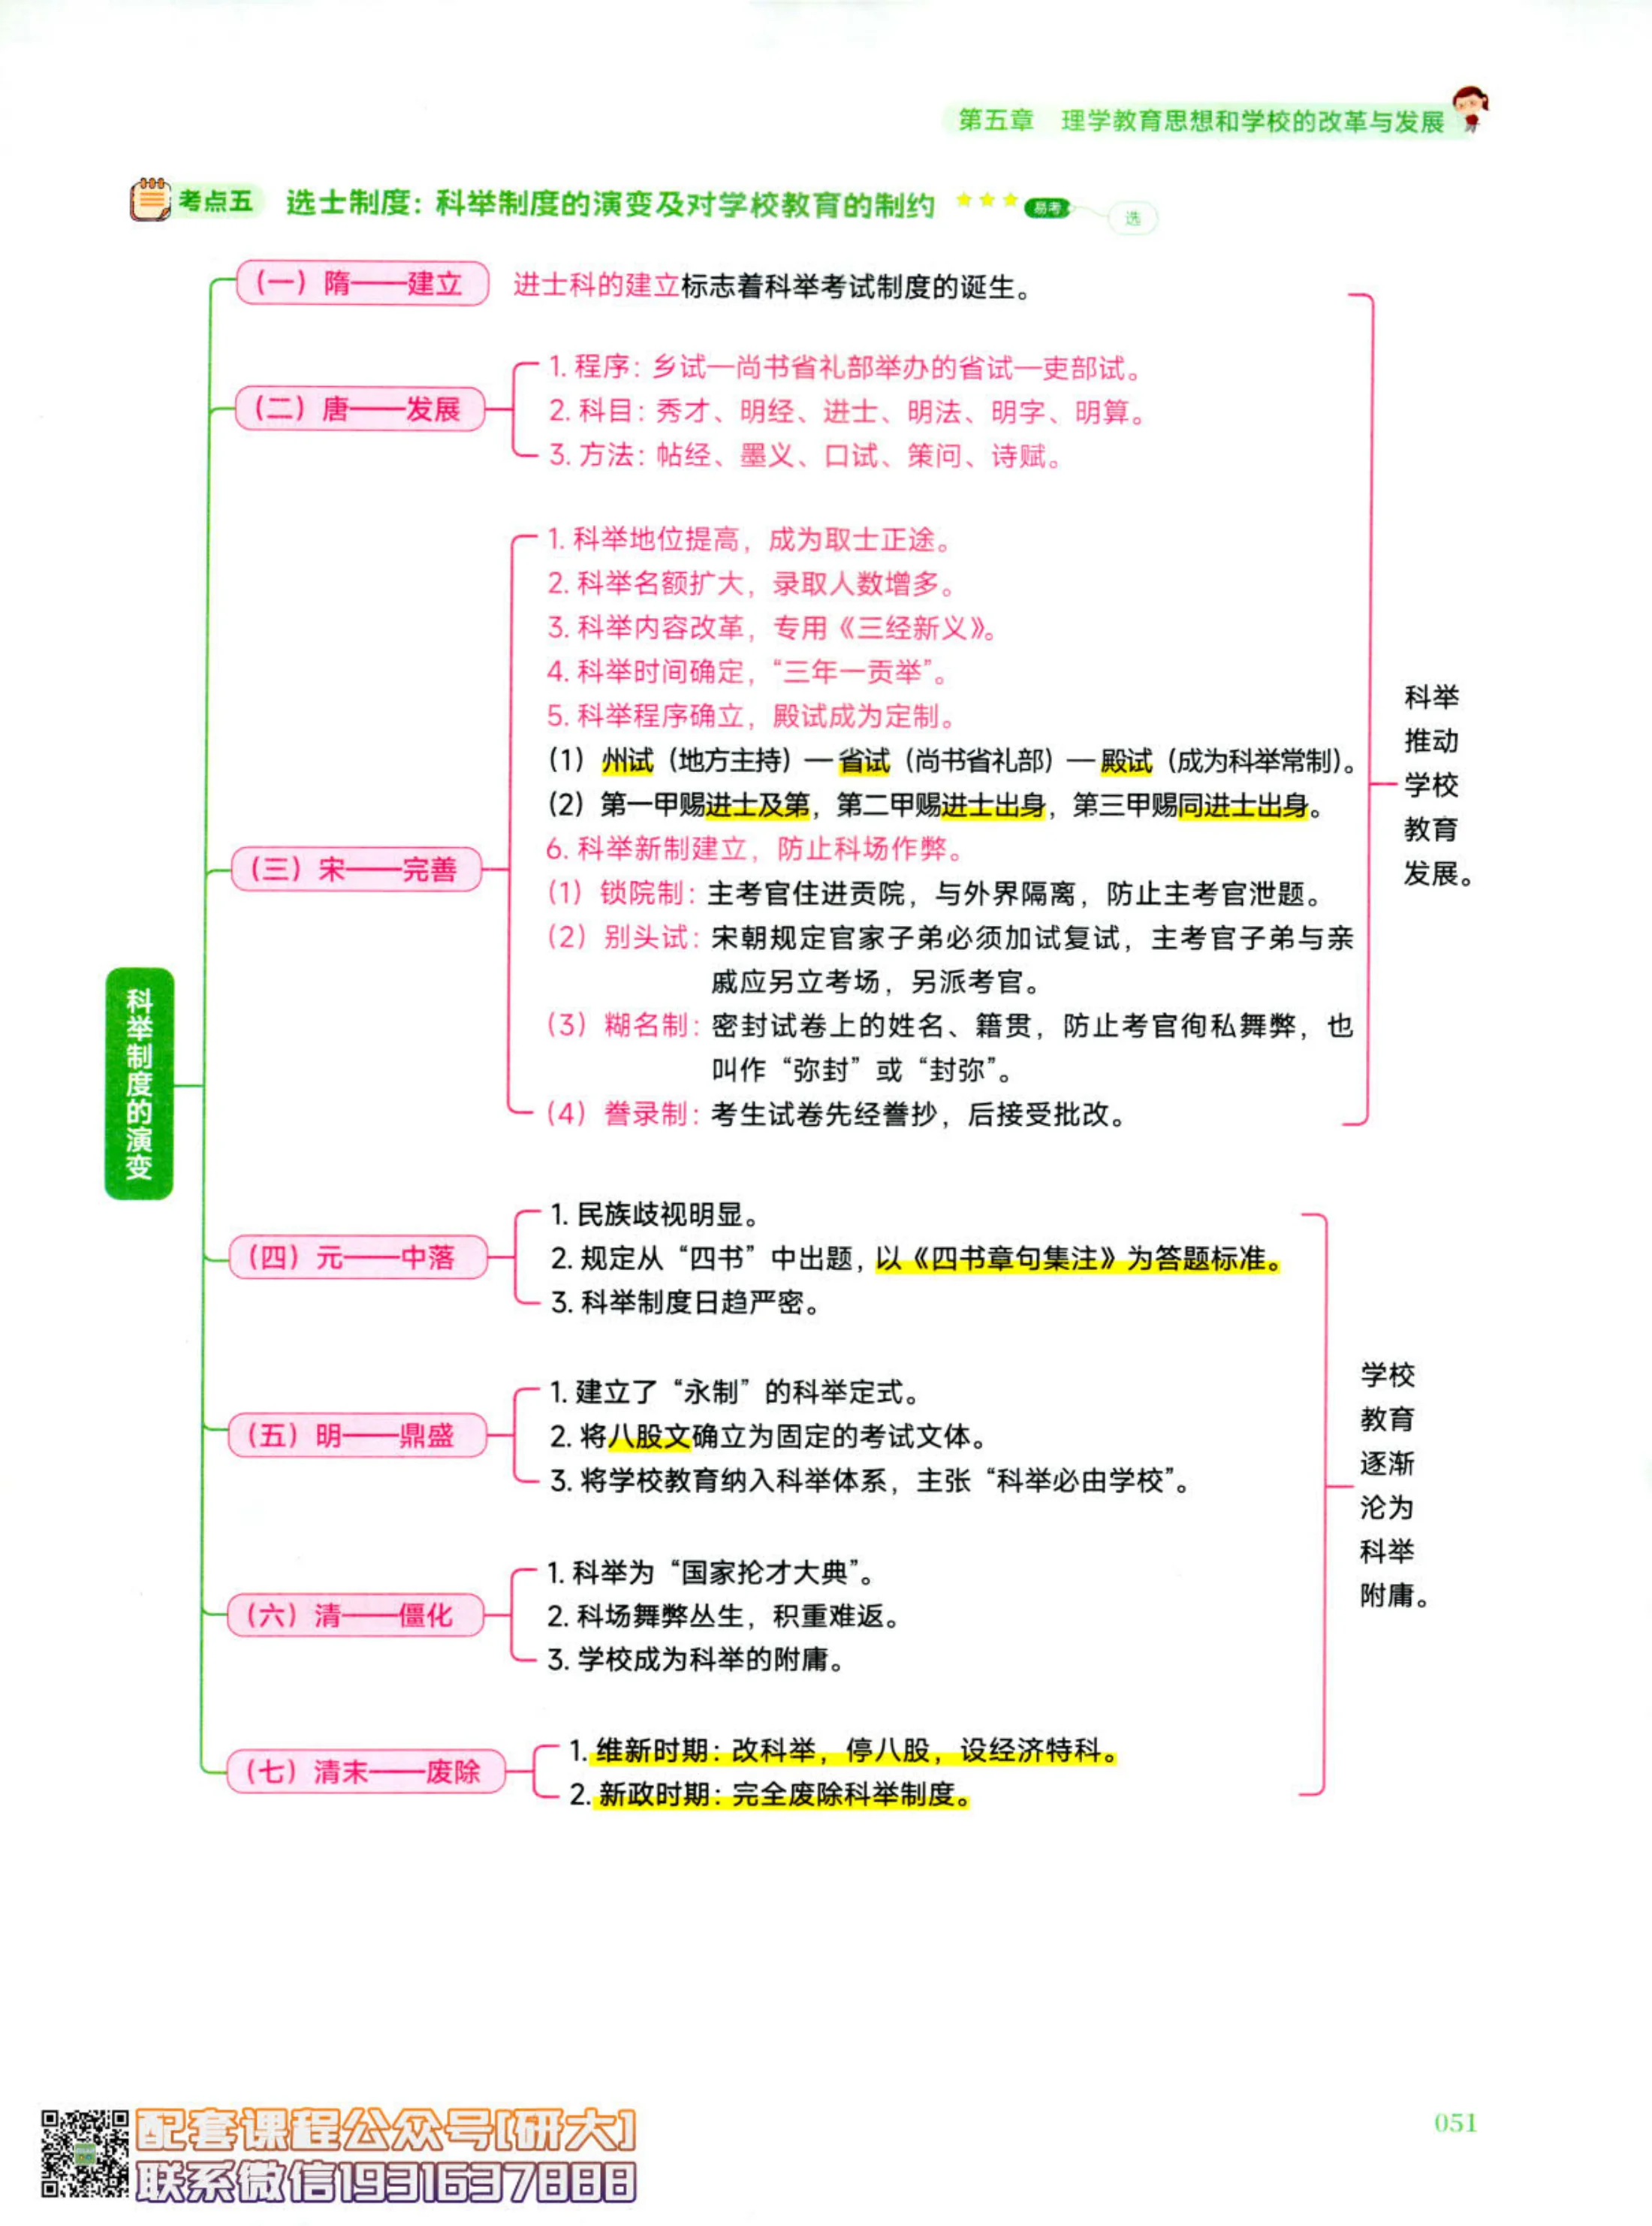 第五章 理学教育思想和学校的改革与发展
考点五 选士制度：科举制度的演变及对学校教育的制约 易考 选
（一）隋——建立 进士科的建立标志着科举考试制度的诞生。
（二）唐——发展
1. 程序：乡试—尚书省礼部举办的省试—吏部试。
2. 科目：秀才、明经、进士、明法、明字、明算。
3. 方法：帖经、墨义、口试、策问、诗赋。
（三）宋——完善
1. 科举地位提高，成为取士正途。
2. 科举名额扩大，录取人数增多。
3. 科举内容改革，专用《三经新义》。
4. 科举时间确定，“三年一贡举”。
5. 科举程序确立，殿试成为定制。
（1）州试（地方主持）—省试（尚书省礼部）—殿试（成为科举常制）。
（2）第一甲赐进士及第，第二甲赐进士出身，第三甲赐同进士出身。
6. 科举新制建立，防止科场作弊。
（1）锁院制：主考官住进贡院，与外界隔离，防止主考官泄题。
（2）别头试：宋朝规定官家子弟必须加试复试，主考官子弟与亲
戚应另立考场，另派考官。
（3）糊名制：密封试卷上的姓名、籍贯，防止考官徇私舞弊，也
叫作“弥封”或“封弥”。
（4）誊录制：考生试卷先经誊抄，后接受批改。
科举
推动
学校
教育
发展。
科举制度的演变
（四）元——中落
1. 民族歧视明显。
2. 规定从“四书”中出题，以《四书章句集注》为答题标准。
3. 科举制度日趋严密。
（五）明——鼎盛
1. 建立了“永制”的科举定式。
2. 将八股文确立为固定的考试文体。
3. 将学校教育纳入科举体系，主张“科举必由学校”。
（六）清——僵化
1. 科举为“国家抡才大典”。
2. 科场舞弊丛生，积重难返。
3. 学校成为科举的附庸。
（七）清末——废除
1. 维新时期：改科举，停八股，设经济特科。
2. 新政时期：完全废除科举制度。
学校
教育
逐渐
沦为
科举
附庸。
配套课程公众号[研大]
联系微信1931637888
051